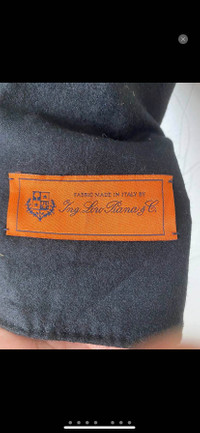 FABRIC MADE IN ITALY BY
Ing. Loro Piana & C.